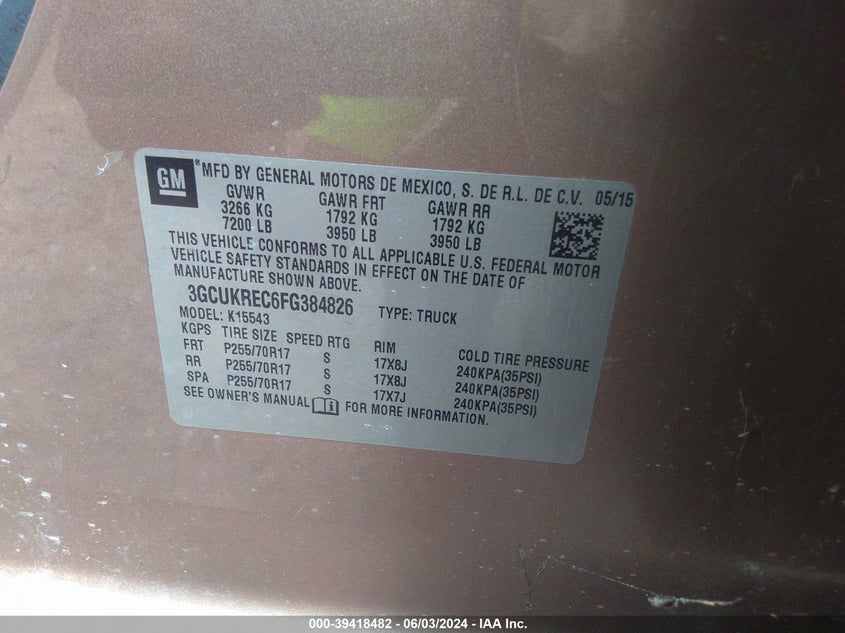 GM
® MFD BY GENERAL MOTORS DE MEXICO, S. DE R.L. DE C.V. 05/15
GVWR GAWR FRT GAWR RR
3266 KG 1792 KG 1792 KG
7200 LB 3950 LB 3950 LB
THIS VEHICLE CONFORMS TO ALL APPLICABLE U.S. FEDERAL MOTOR
VEHICLE SAFETY STANDARDS IN EFFECT ON THE DATE OF
MANUFACTURE SHOWN ABOVE.
3GCUKREC6FG384826 TYPE: TRUCK
MODEL: K15543
KGPS TIRE SIZE SPEED RTG RIM COLD TIRE PRESSURE
FRT P255/70R17 S 17X8J 240KPA(35PSI)
RR P255/70R17 S 17X8J 240KPA(35PSI)
SPA P255/70R17 S 17X7J 240KPA(35PSI)
SEE OWNER'S MANUAL i FOR MORE INFORMATION.
000-39418482 - 06/03/2024 - IAA Inc.